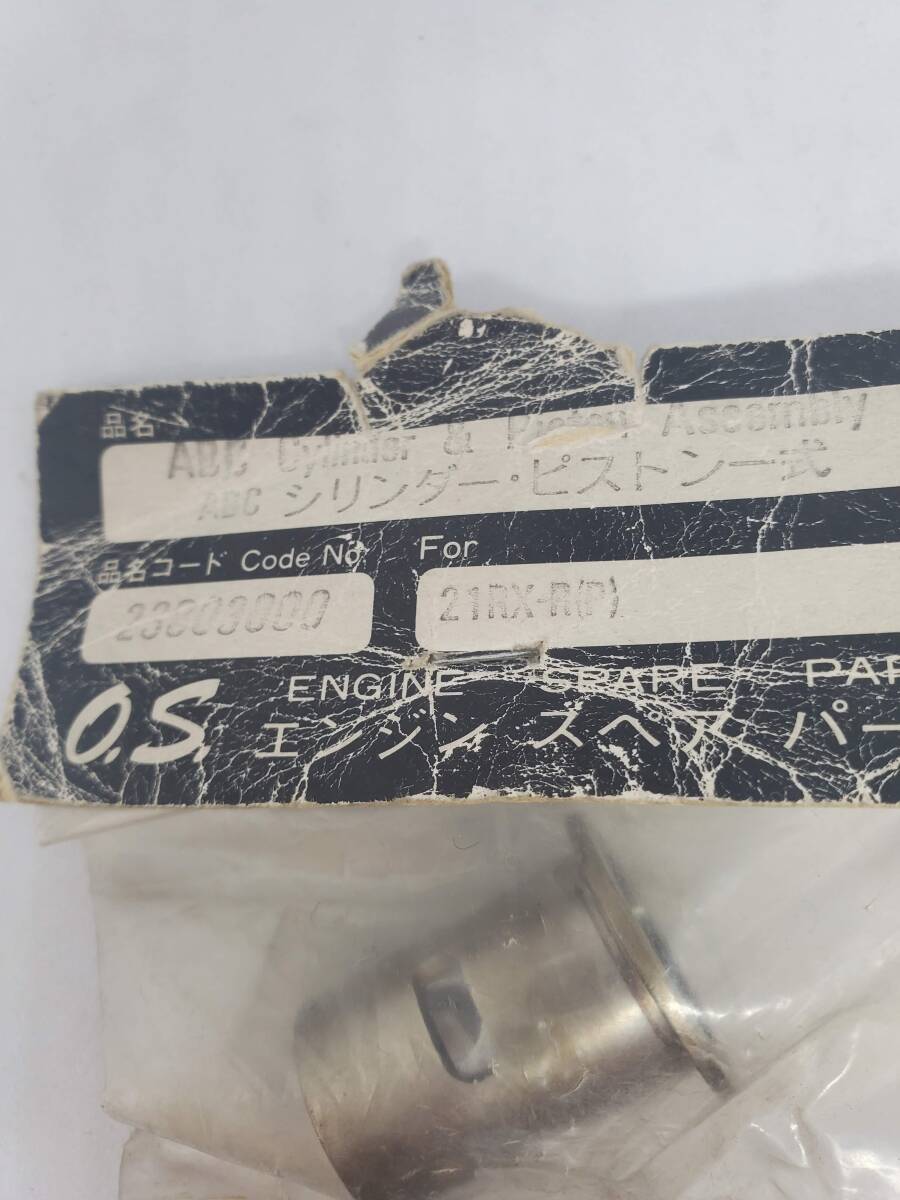 品名
ABC Cylinder & Piston Assembly
ABC シリンダー・ピストン一式
品名コード Code No For
23803000 21RX-R(P)
O.S. ENGINE SPARE PAR
エンジン スペア パー